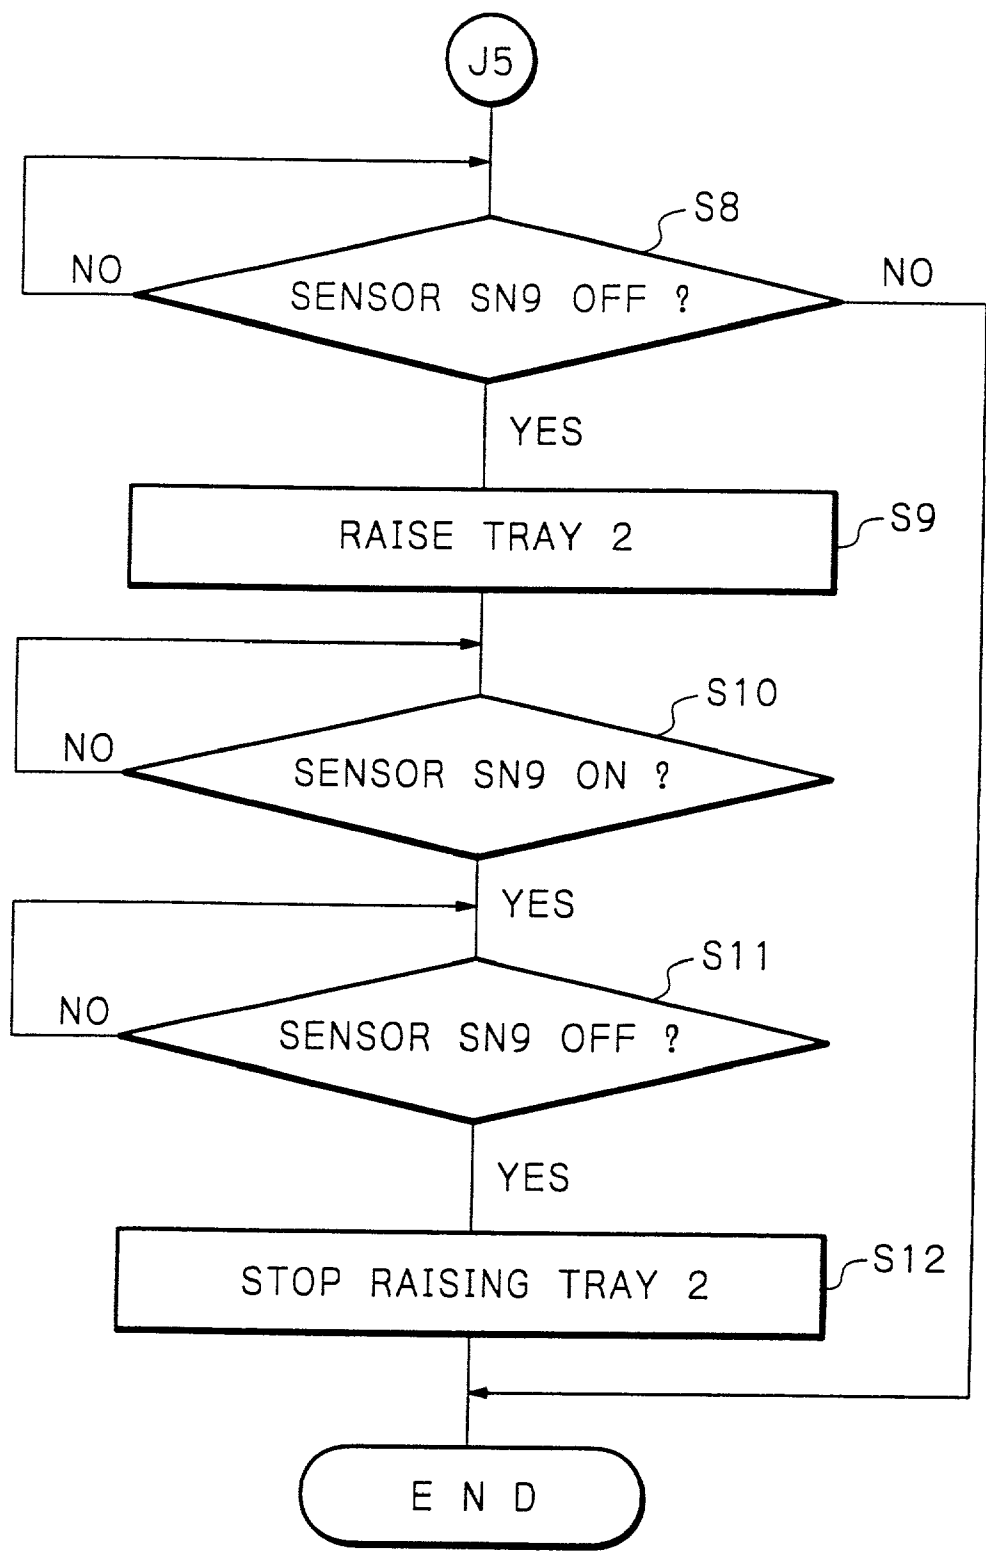 J5
S8
NO
SENSOR SN9 OFF ?
NO
YES
RAISE TRAY 2
S9
S10
NO
SENSOR SN9 ON ?
YES
S11
NO
SENSOR SN9 OFF ?
YES
STOP RAISING TRAY 2
S12
E N D